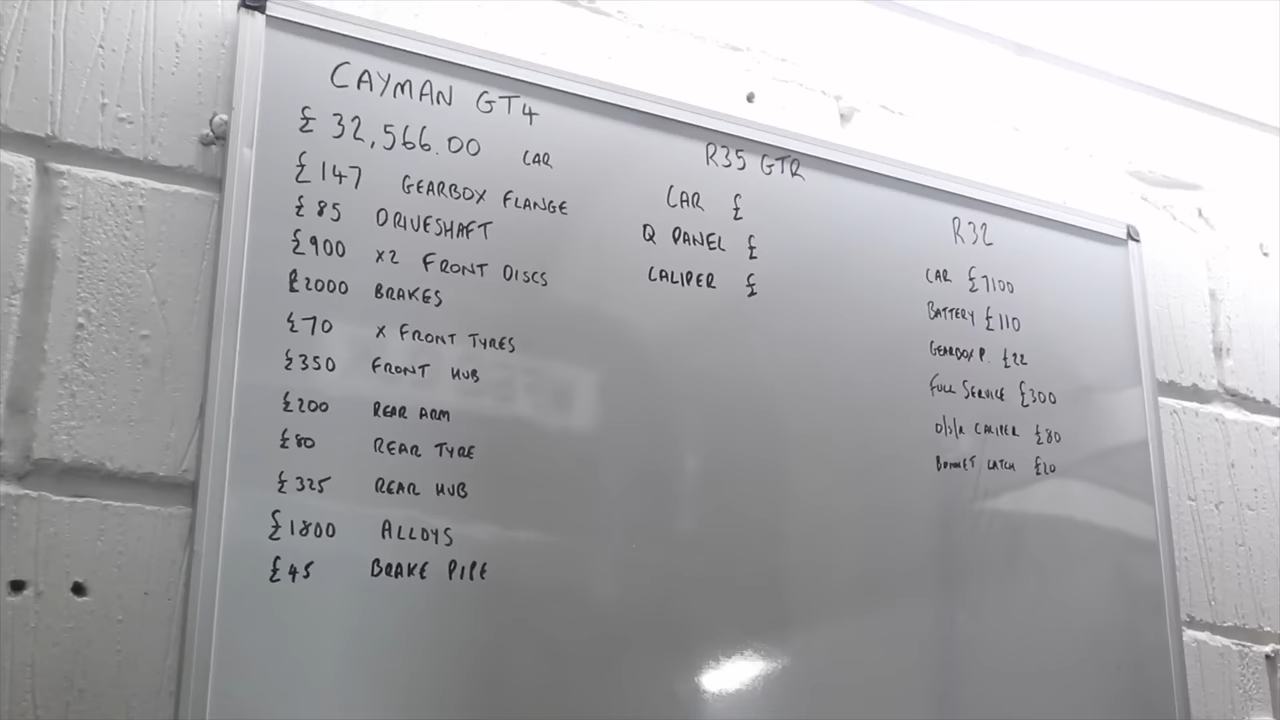 CAYMAN GT4
£ 32,566.00 CAR
£147 GEARBOX FLANGE
£85 DRIVESHAFT
£900 x2 FRONT DISCS
£2000 BRAKES
£70 x FRONT TYRES
£350 FRONT HUB
£200 REAR ARM
£80 REAR TYRE
£325 REAR HUB
£1800 ALLOYS
£45 BRAKE PIPE
R35 GTR
CAR £
Q PANEL £
CALIPER £
R32
CAR £7100
BATTERY £110
GEARBOX P. £22
FULL SERVICE £300
O/S/R CALIPER £80
BONNET LATCH £20